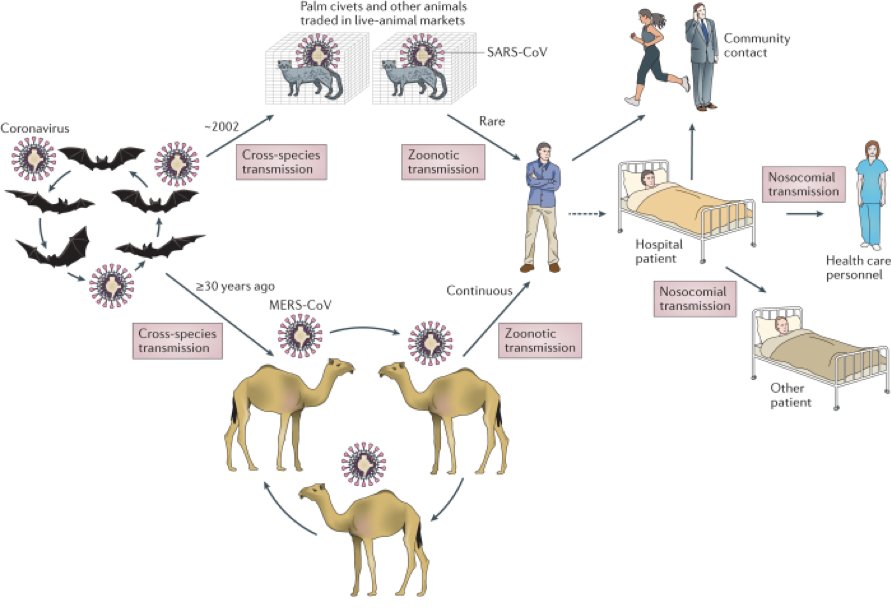 Palm civets and other animals
traded in live-animal markets
SARS-CoV
Community
contact
Coronavirus
~2002
Rare
Cross-species
transmission
Zoonotic
transmission
Nosocomial
transmission
Hospital
patient
Health care
personnel
≥30 years ago
MERS-CoV
Continuous
Nosocomial
transmission
Cross-species
transmission
Zoonotic
transmission
Other
patient